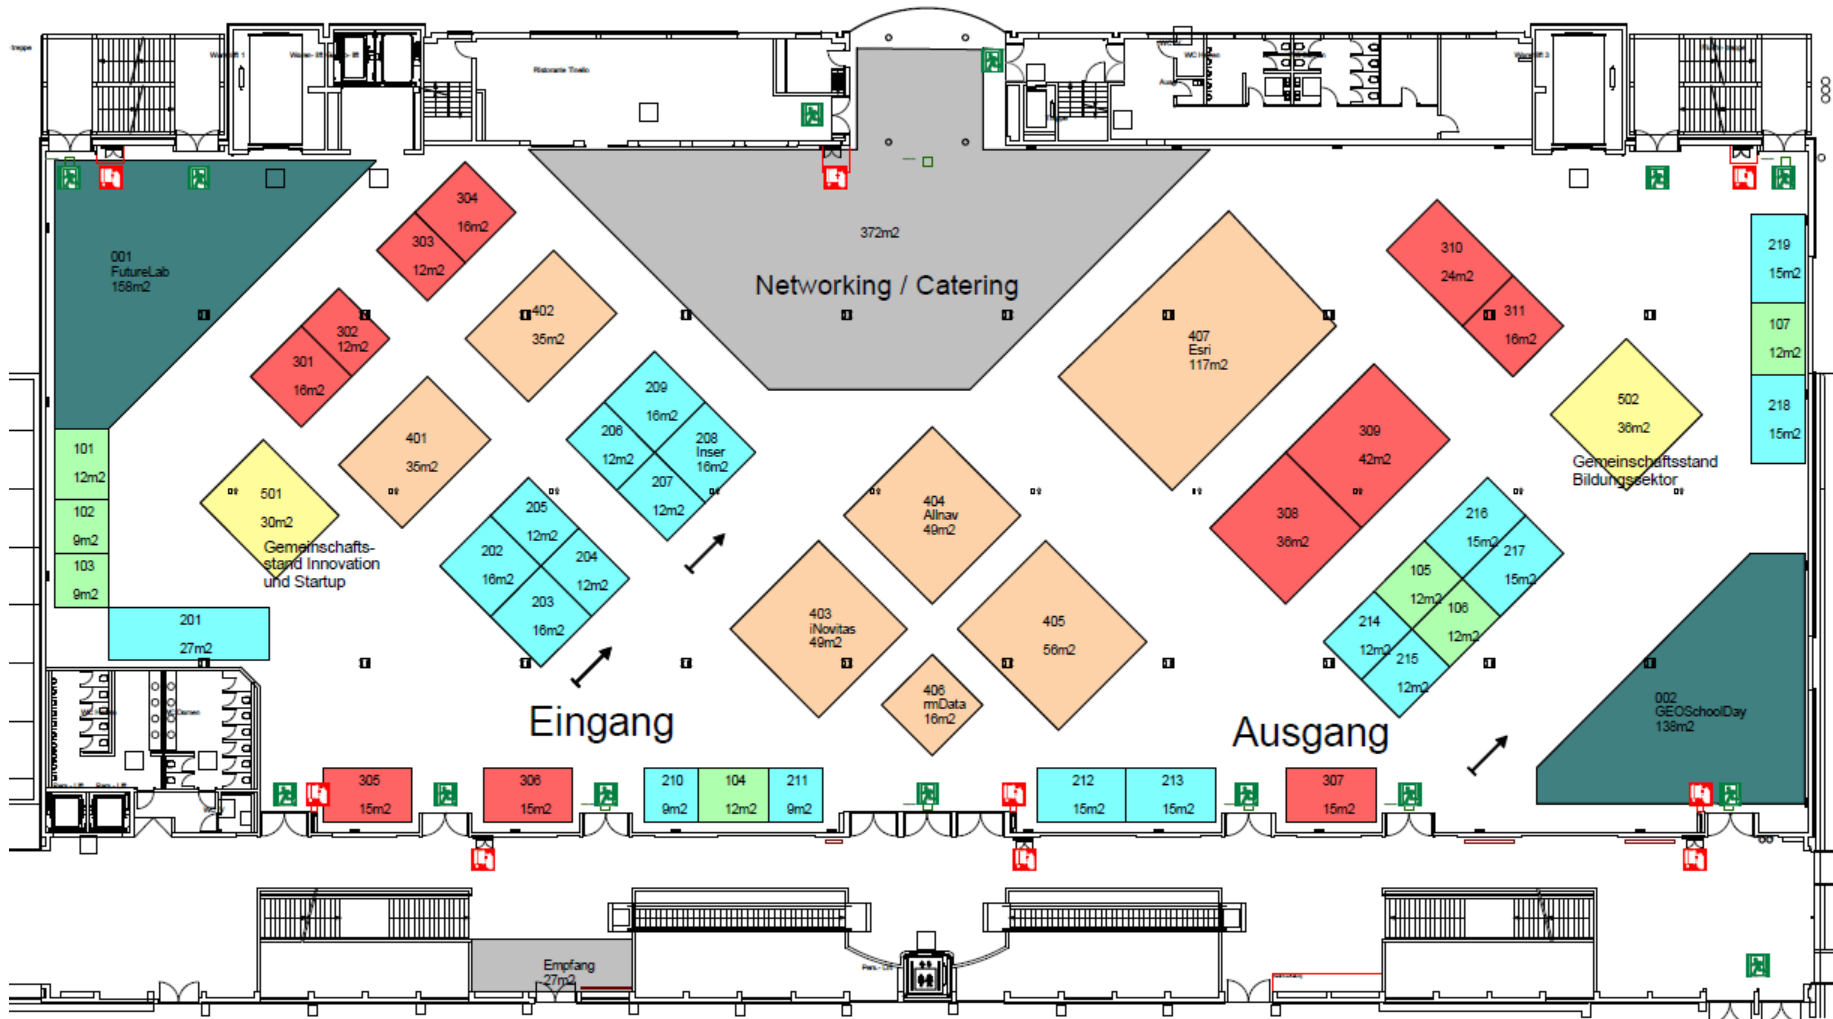 Ristorante Tinello
304
16m2
303
12m2
001
FutureLab
158m2
302
12m2
301
16m2
402
35m2
401
35m2
372m2
Networking / Catering
209
16m2
206
12m2
208
Inser
16m2
207
12m2
407
Esri
117m2
310
24m2
311
16m2
219
15m2
107
12m2
218
15m2
502
36m2
Gemeinschaftsstand
Bildungssektor
309
42m2
308
36m2
101
12m2
102
9m2
103
9m2
201
27m2
501
30m2
Gemeinschafts-
stand Innovation
und Startup
205
12m2
202
16m2
204
12m2
203
16m2
404
Allnav
49m2
403
iNovitas
49m2
405
56m2
406
rmData
16m2
216
15m2
217
15m2
105
12m2
106
12m2
214
12m2
215
12m2
002
GEOSchoolDay
138m2
Eingang
Ausgang
305
15m2
306
15m2
210
9m2
104
12m2
211
9m2
212
15m2
213
15m2
307
15m2
Empfang
27m2